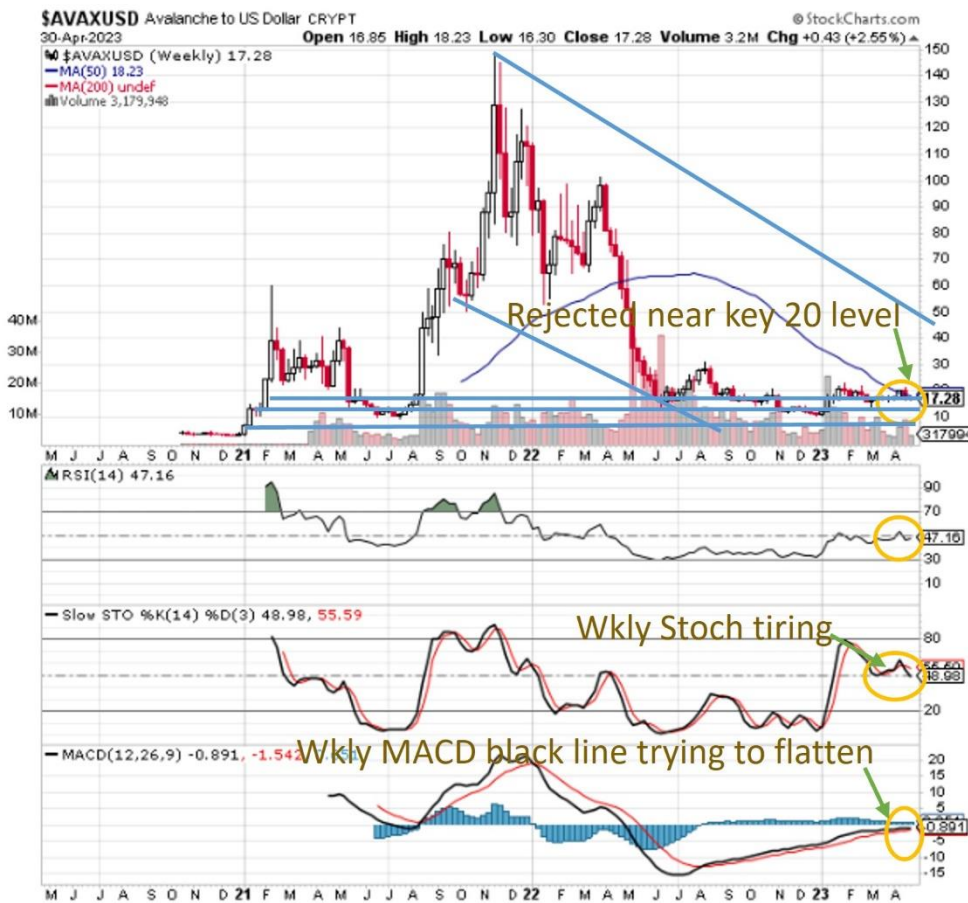 $AVAXUSD Avalanche to US Dollar CRYPT
© StockCharts.com
30-Apr-2023
Open 16.85 High 18.23 Low 16.30 Close 17.28 Volume 3.2M Chg +0.43 (+2.55%)
$AVAXUSD (Weekly) 17.28
MA(50) 18.23
MA(200) undef
Volume 3,179,948
150
140
130
120
110
100
90
80
70
60
50
40
30
17.28
10
317994
40M
30M
20M
10M
Rejected near key 20 level
M J J A S O N D 21 F M A M J J A S O N D 22 F M A M J J A S O N D 23 F M A
RSI(14) 47.16
90
70
47.16
30
10
Slow STO %K(14) %D(3) 48.98, 55.59
Wkly Stoch tiring
80
48.98
20
MACD(12,26,9) -0.891, -1.542
Wkly MACD black line trying to flatten
20
15
10
5
-0.891
-5
-10
-15
M J J A S O N D 21 F M A M J J A S O N D 22 F M A M J J A S O N D 23 F M A